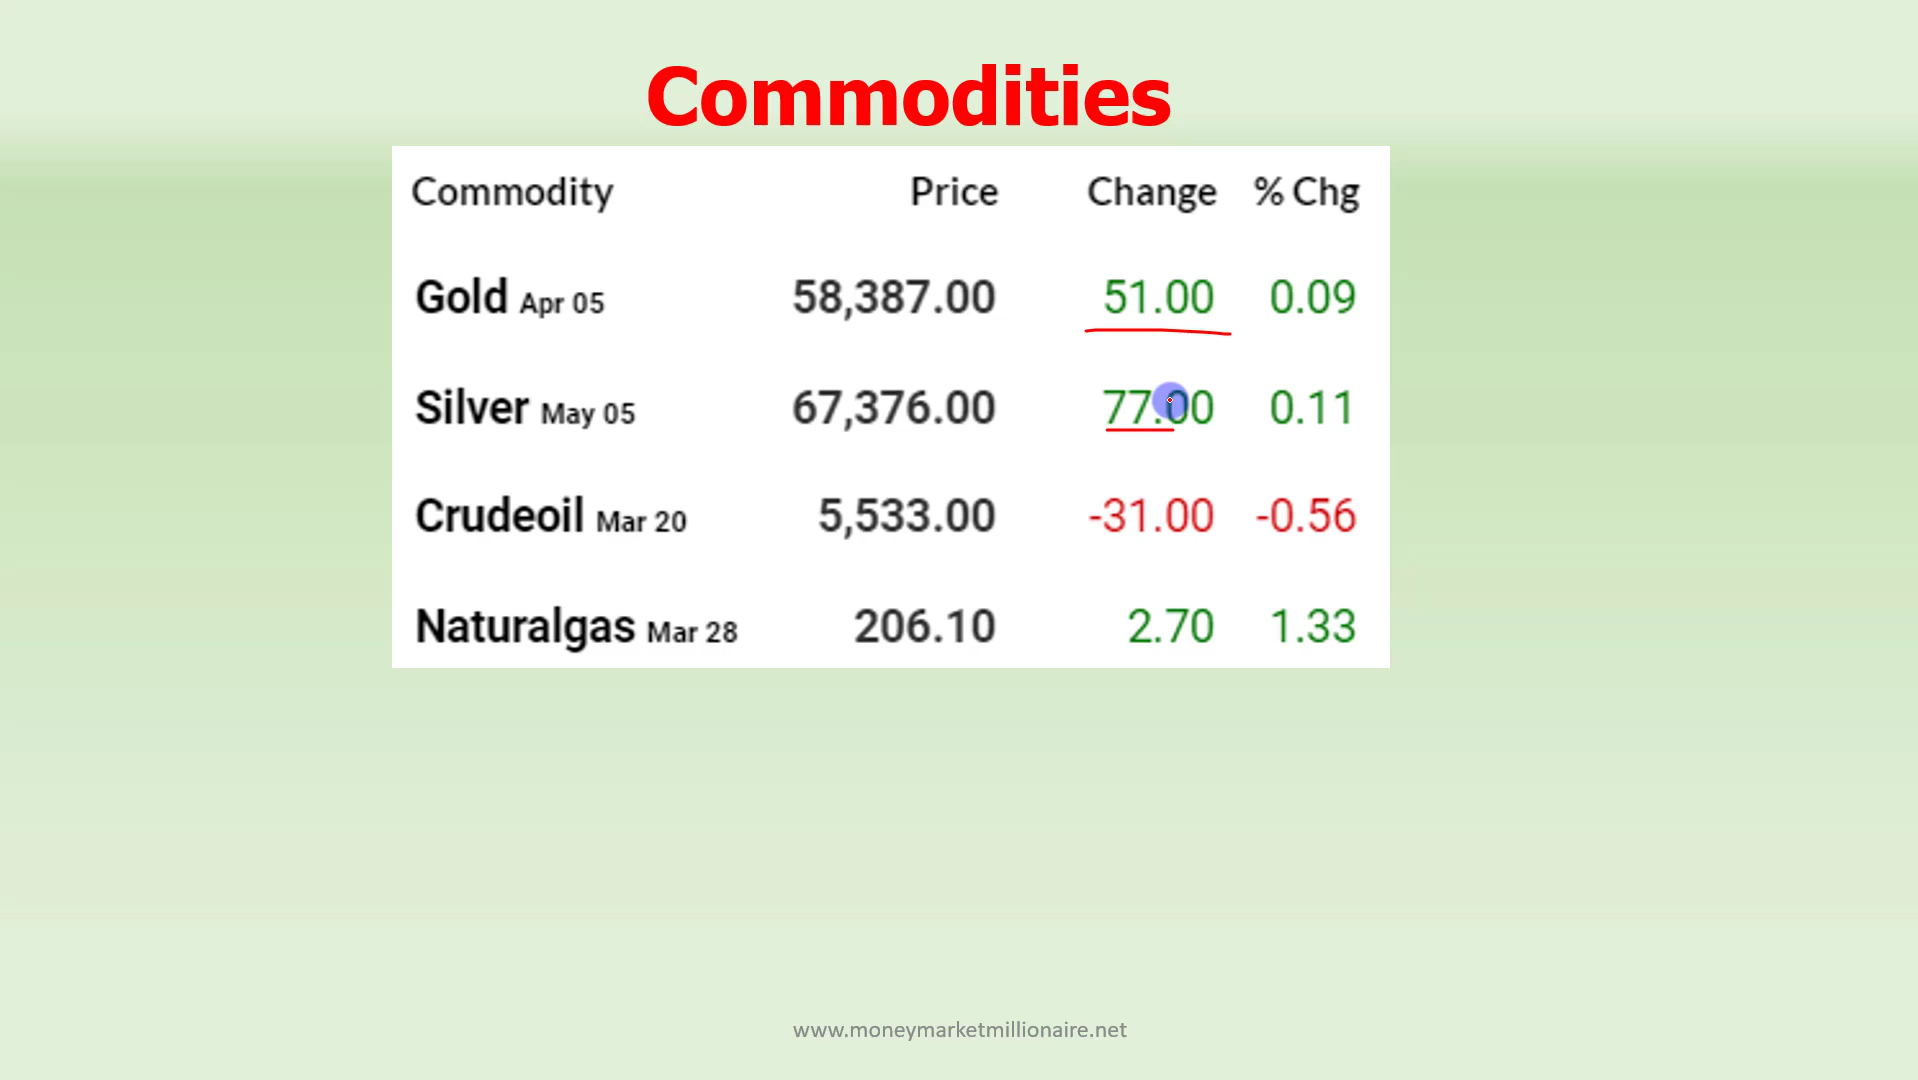 Commodities
Commodity Price Change % Chg
Gold Apr 05 58,387.00 51.00 0.09
Silver May 05 67,376.00 77.00 0.11
Crudeoil Mar 20 5,533.00 -31.00 -0.56
Naturalgas Mar 28 206.10 2.70 1.33
www.moneymarketmillionaire.net